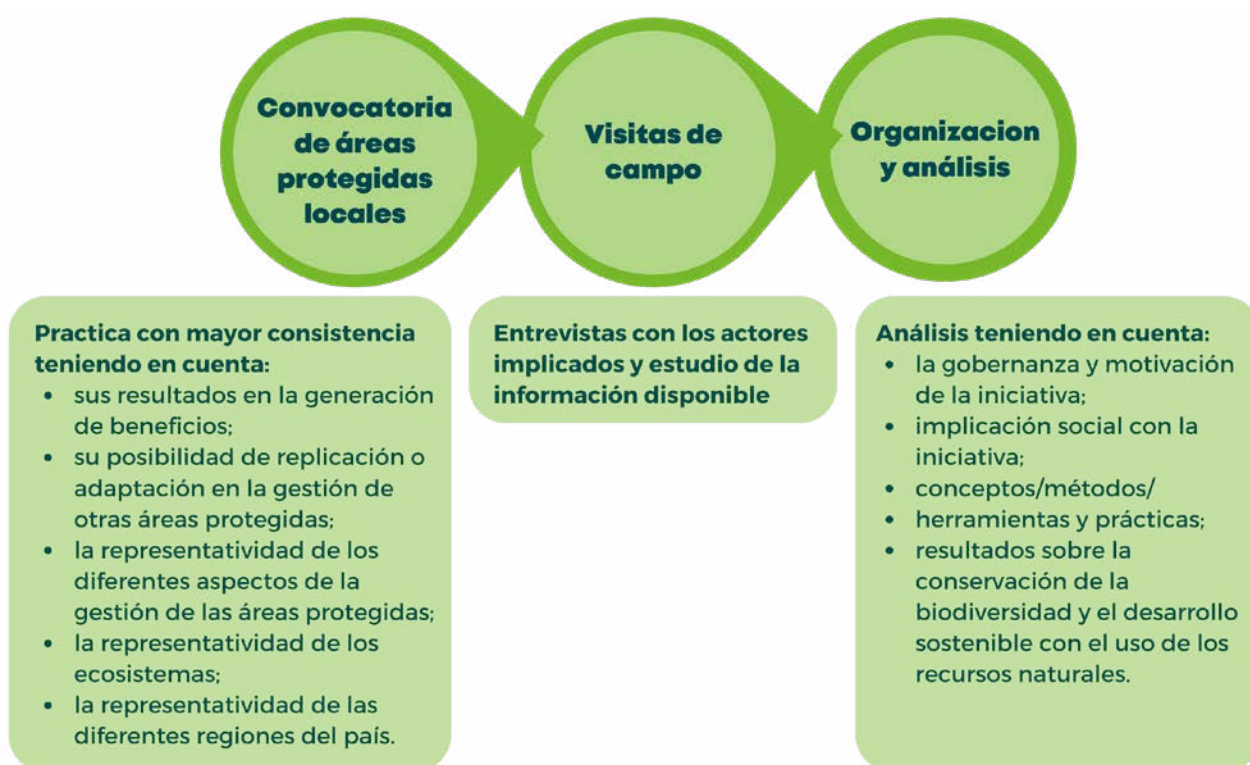 Convocatoria
de áreas
protegidas
locales
Visitas de
campo
Organizacion
y análisis
Practica con mayor consistencia
teniendo en cuenta:
• sus resultados en la generación
de beneficios;
• su posibilidad de replicación o
adaptación en la gestión de
otras áreas protegidas;
• la representatividad de los
diferentes aspectos de la
gestión de las áreas protegidas;
• la representatividad de los
ecosistemas;
• la representatividad de las
diferentes regiones del país.
Entrevistas con los actores
implicados y estudio de la
información disponible
Análisis teniendo en cuenta:
• la gobernanza y motivación
de la iniciativa;
• implicación social con la
iniciativa;
• conceptos/métodos/
• herramientas y prácticas;
• resultados sobre la
conservación de la
biodiversidad y el desarrollo
sostenible con el uso de los
recursos naturales.